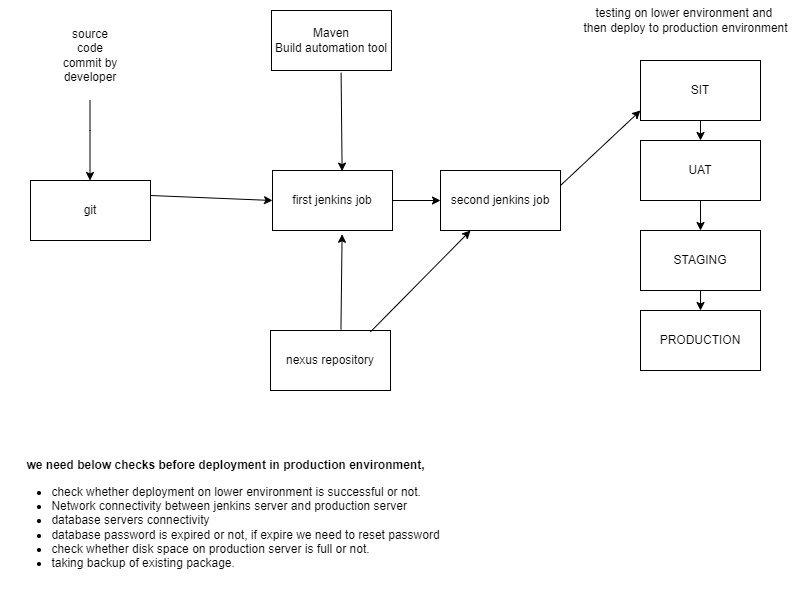 testing on lower environment and
then deploy to production environment
source
code
commit by
developer
Maven
Build automation tool
SIT
UAT
git
first jenkins job
second jenkins job
STAGING
nexus repository
PRODUCTION
we need below checks before deployment in production environment,
check whether deployment on lower environment is successful or not.
Network connectivity between jenkins server and production server
database servers connectivity
database password is expired or not, if expire we need to reset password
check whether disk space on production server is full or not.
taking backup of existing package.